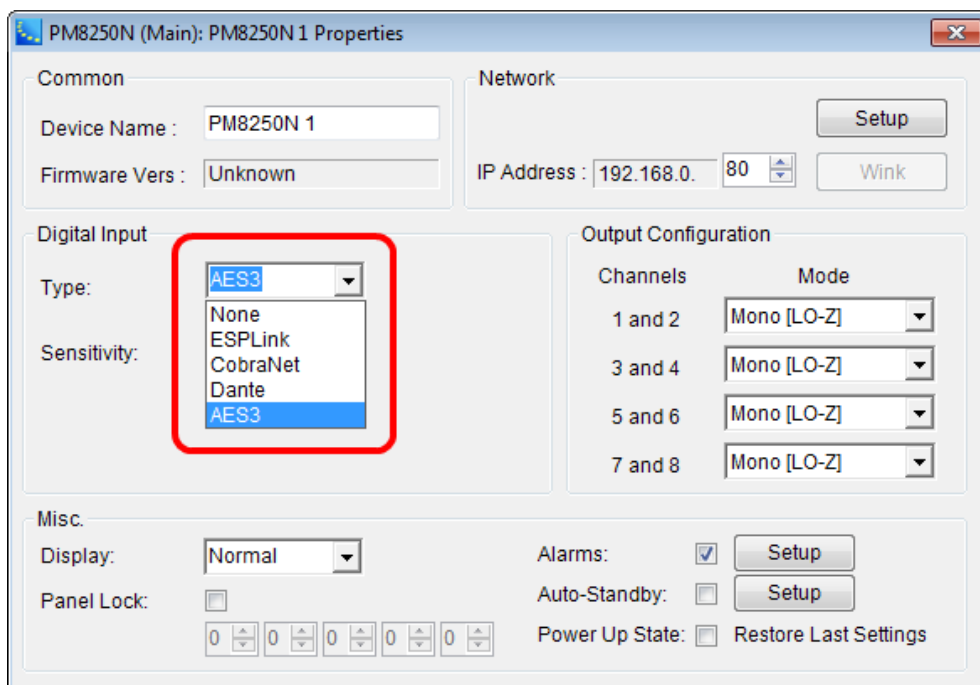 PM8250N (Main): PM8250N 1 Properties
Common
Device Name :
PM8250N 1
Firmware Vers :
Unknown
Network
Setup
IP Address :
192.168.0.
80
Wink
Digital Input
Type:
AES3
None
ESPLink
CobraNet
Dante
AES3
Sensitivity:
Output Configuration
Channels
Mode
1 and 2
Mono [LO-Z]
3 and 4
Mono [LO-Z]
5 and 6
Mono [LO-Z]
7 and 8
Mono [LO-Z]
Misc.
Display:
Normal
Panel Lock:
0 0 0 0 0
Alarms:
Setup
Auto-Standby:
Setup
Power Up State:
Restore Last Settings